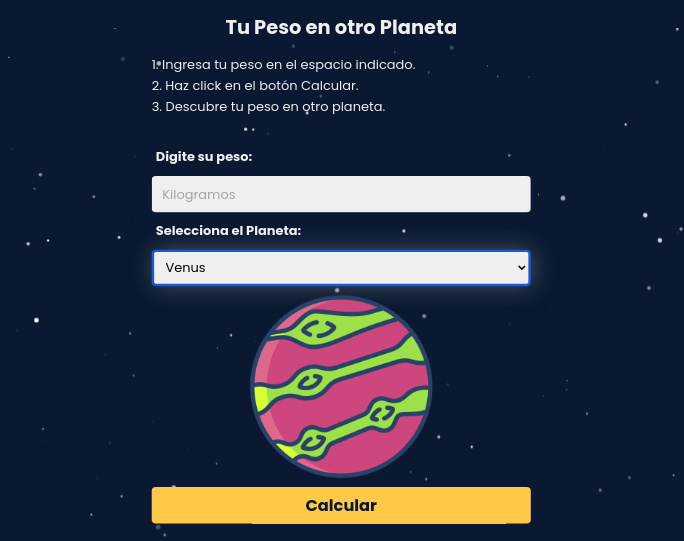 Tu Peso en otro Planeta
1. Ingresa tu peso en el espacio indicado.
2. Haz click en el botón Calcular.
3. Descubre tu peso en otro planeta.
Digite su peso:
Kilogramos
Selecciona el Planeta:
Venus
Calcular